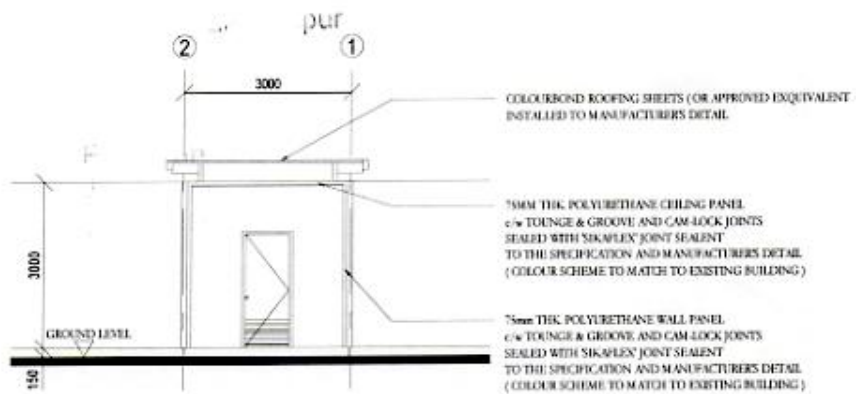 pur
2
1
3000
COLOURBOND ROOFING SHEETS ( OR APPROVED EXQUIVALENT
INSTALLED TO MANUFACTURER'S DETAIL
75MM THK. POLYURETHANE CEILING PANEL
c/w TOUNGE & GROOVE AND CAM-LOCK JOINTS
SEALED WITH 'SIKAFLEX' JOINT SEALENT
TO THE SPECIFICATION AND MANUFACTURER'S DETAIL
( COLOUR SCHEME TO MATCH TO EXISTING BUILDING )
3000
75mm THK. POLYURETHANE WALL PANEL
c/w TOUNGE & GROOVE AND CAM-LOCK JOINTS
SEALED WITH 'SIKAFLEX' JOINT SEALENT
TO THE SPECIFICATION AND MANUFACTURER'S DETAIL
( COLOUR SCHEME TO MATCH TO EXISTING BUILDING )
GROUND LEVEL
150